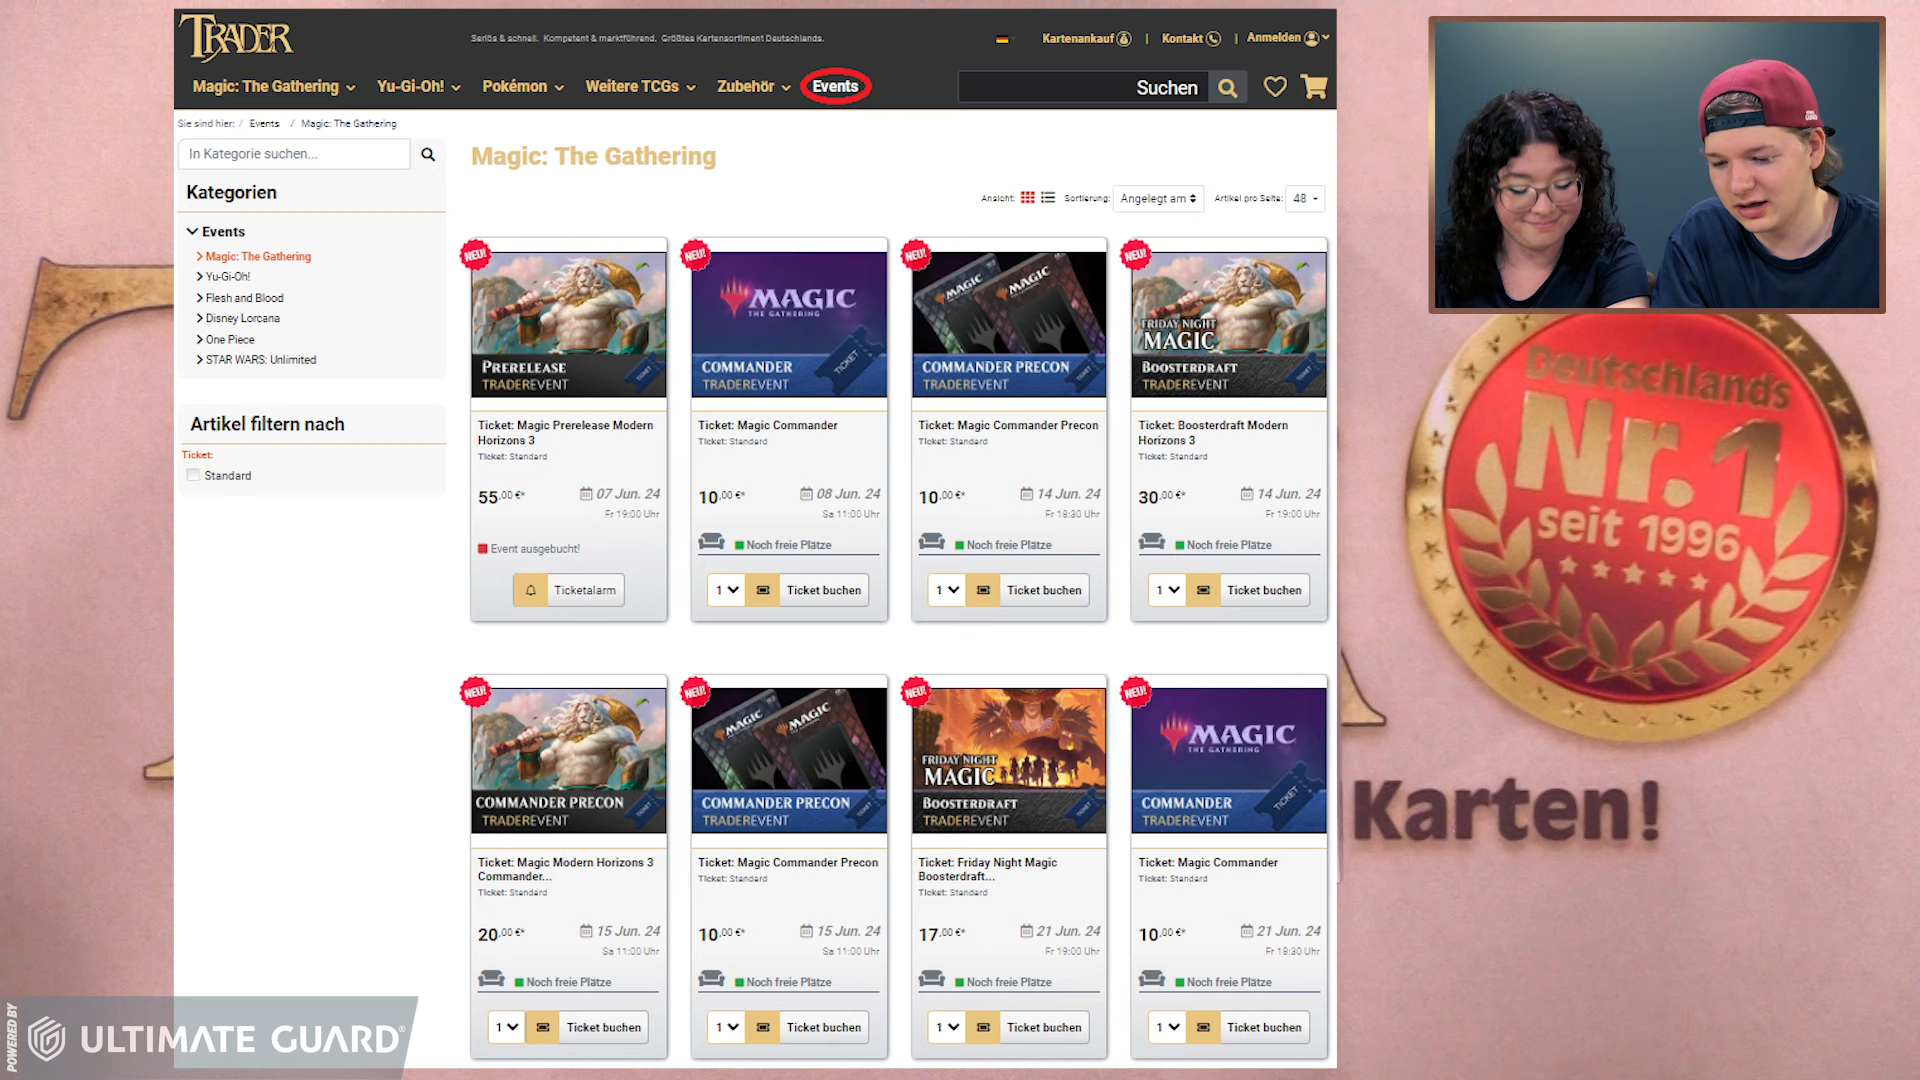 TRADER
Seriös & schnell. Kompetent & marktführend. Größtes Kartensortiment Deutschlands.
Kartenankauf | Kontakt | Anmelden
Magic: The Gathering Yu-Gi-Oh! Pokémon Weitere TCGs Zubehör Events
Suchen
Sie sind hier: / Events / Magic: The Gathering
In Kategorie suchen...
Kategorien
Events
Magic: The Gathering
Yu-Gi-Oh!
Flesh and Blood
Disney Lorcana
One Piece
STAR WARS: Unlimited
Artikel filtern nach
Ticket:
Standard
Magic: The Gathering
Ansicht: Sortierung: Angelegt am Artikel pro Seite: 48
NEU!
PRERELEASE
TRADEREVENT
TICKET
Ticket: Magic Prerelease Modern
Horizons 3
Ticket: Standard
55,00 €*
07 Jun. 24
Fr 19:00 Uhr
Event ausgebucht!
Ticketalarm
NEU!
MAGIC
THE GATHERING
COMMANDER
TRADEREVENT
TICKET
Ticket: Magic Commander
Ticket: Standard
10,00 €*
08 Jun. 24
Sa 11:00 Uhr
Noch freie Plätze
1 Ticket buchen
NEU!
MAGIC
MAGIC
COMMANDER PRECON
TRADEREVENT
TICKET
Ticket: Magic Commander Precon
Ticket: Standard
10,00 €*
14 Jun. 24
Fr 18:30 Uhr
Noch freie Plätze
1 Ticket buchen
NEU!
FRIDAY NIGHT
MAGIC
BOOSTERDRAFT
TRADEREVENT
TICKET
Ticket: Boosterdraft Modern
Horizons 3
Ticket: Standard
30,00 €*
14 Jun. 24
Fr 19:00 Uhr
Noch freie Plätze
1 Ticket buchen
NEU!
COMMANDER PRECON
TRADEREVENT
TICKET
Ticket: Magic Modern Horizons 3
Commander...
Ticket: Standard
20,00 €*
15 Jun. 24
Sa 11:00 Uhr
Noch freie Plätze
1 Ticket buchen
NEU!
MAGIC
MAGIC
COMMANDER PRECON
TRADEREVENT
TICKET
Ticket: Magic Commander Precon
Ticket: Standard
10,00 €*
15 Jun. 24
Sa 11:00 Uhr
Noch freie Plätze
1 Ticket buchen
NEU!
FRIDAY NIGHT
MAGIC
BOOSTERDRAFT
TRADEREVENT
TICKET
Ticket: Friday Night Magic
Boosterdraft...
Ticket: Standard
17,00 €*
21 Jun. 24
Fr 19:00 Uhr
Noch freie Plätze
1 Ticket buchen
NEU!
MAGIC
THE GATHERING
COMMANDER
TRADEREVENT
TICKET
Ticket: Magic Commander
Ticket: Standard
10,00 €*
21 Jun. 24
Fr 18:30 Uhr
Noch freie Plätze
1 Ticket buchen
Deutschlands
Nr. 1
seit 1996
Karten!
POWERED BY
ULTIMATE GUARD®